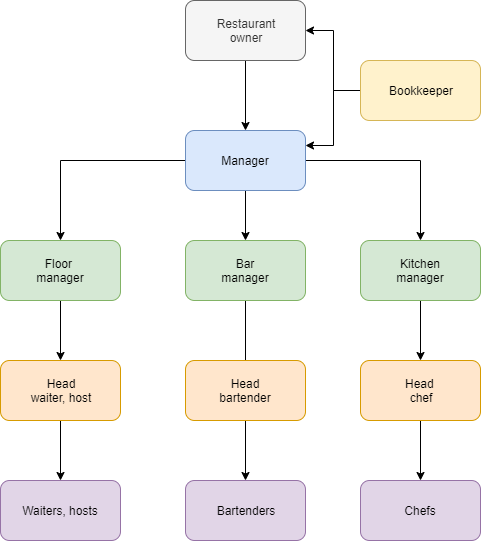 Restaurant
owner
Bookkeeper
Manager
Floor
manager
Bar
manager
Kitchen
manager
Head
waiter, host
Head
bartender
Head
chef
Waiters, hosts
Bartenders
Chefs